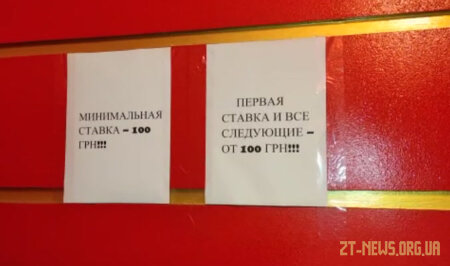 МИНИМАЛЬНАЯ
СТАВКА – 100
ГРН!!!
ПЕРВАЯ
СТАВКА И ВСЕ
СЛЕДУЮЩИЕ –
ОТ 100 ГРН!!!
ZT-NEWS.ORG.UA